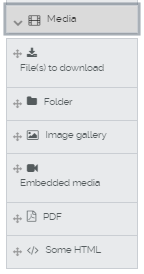 Media
File(s) to download
Folder
Image gallery
Embedded media
PDF
Some HTML